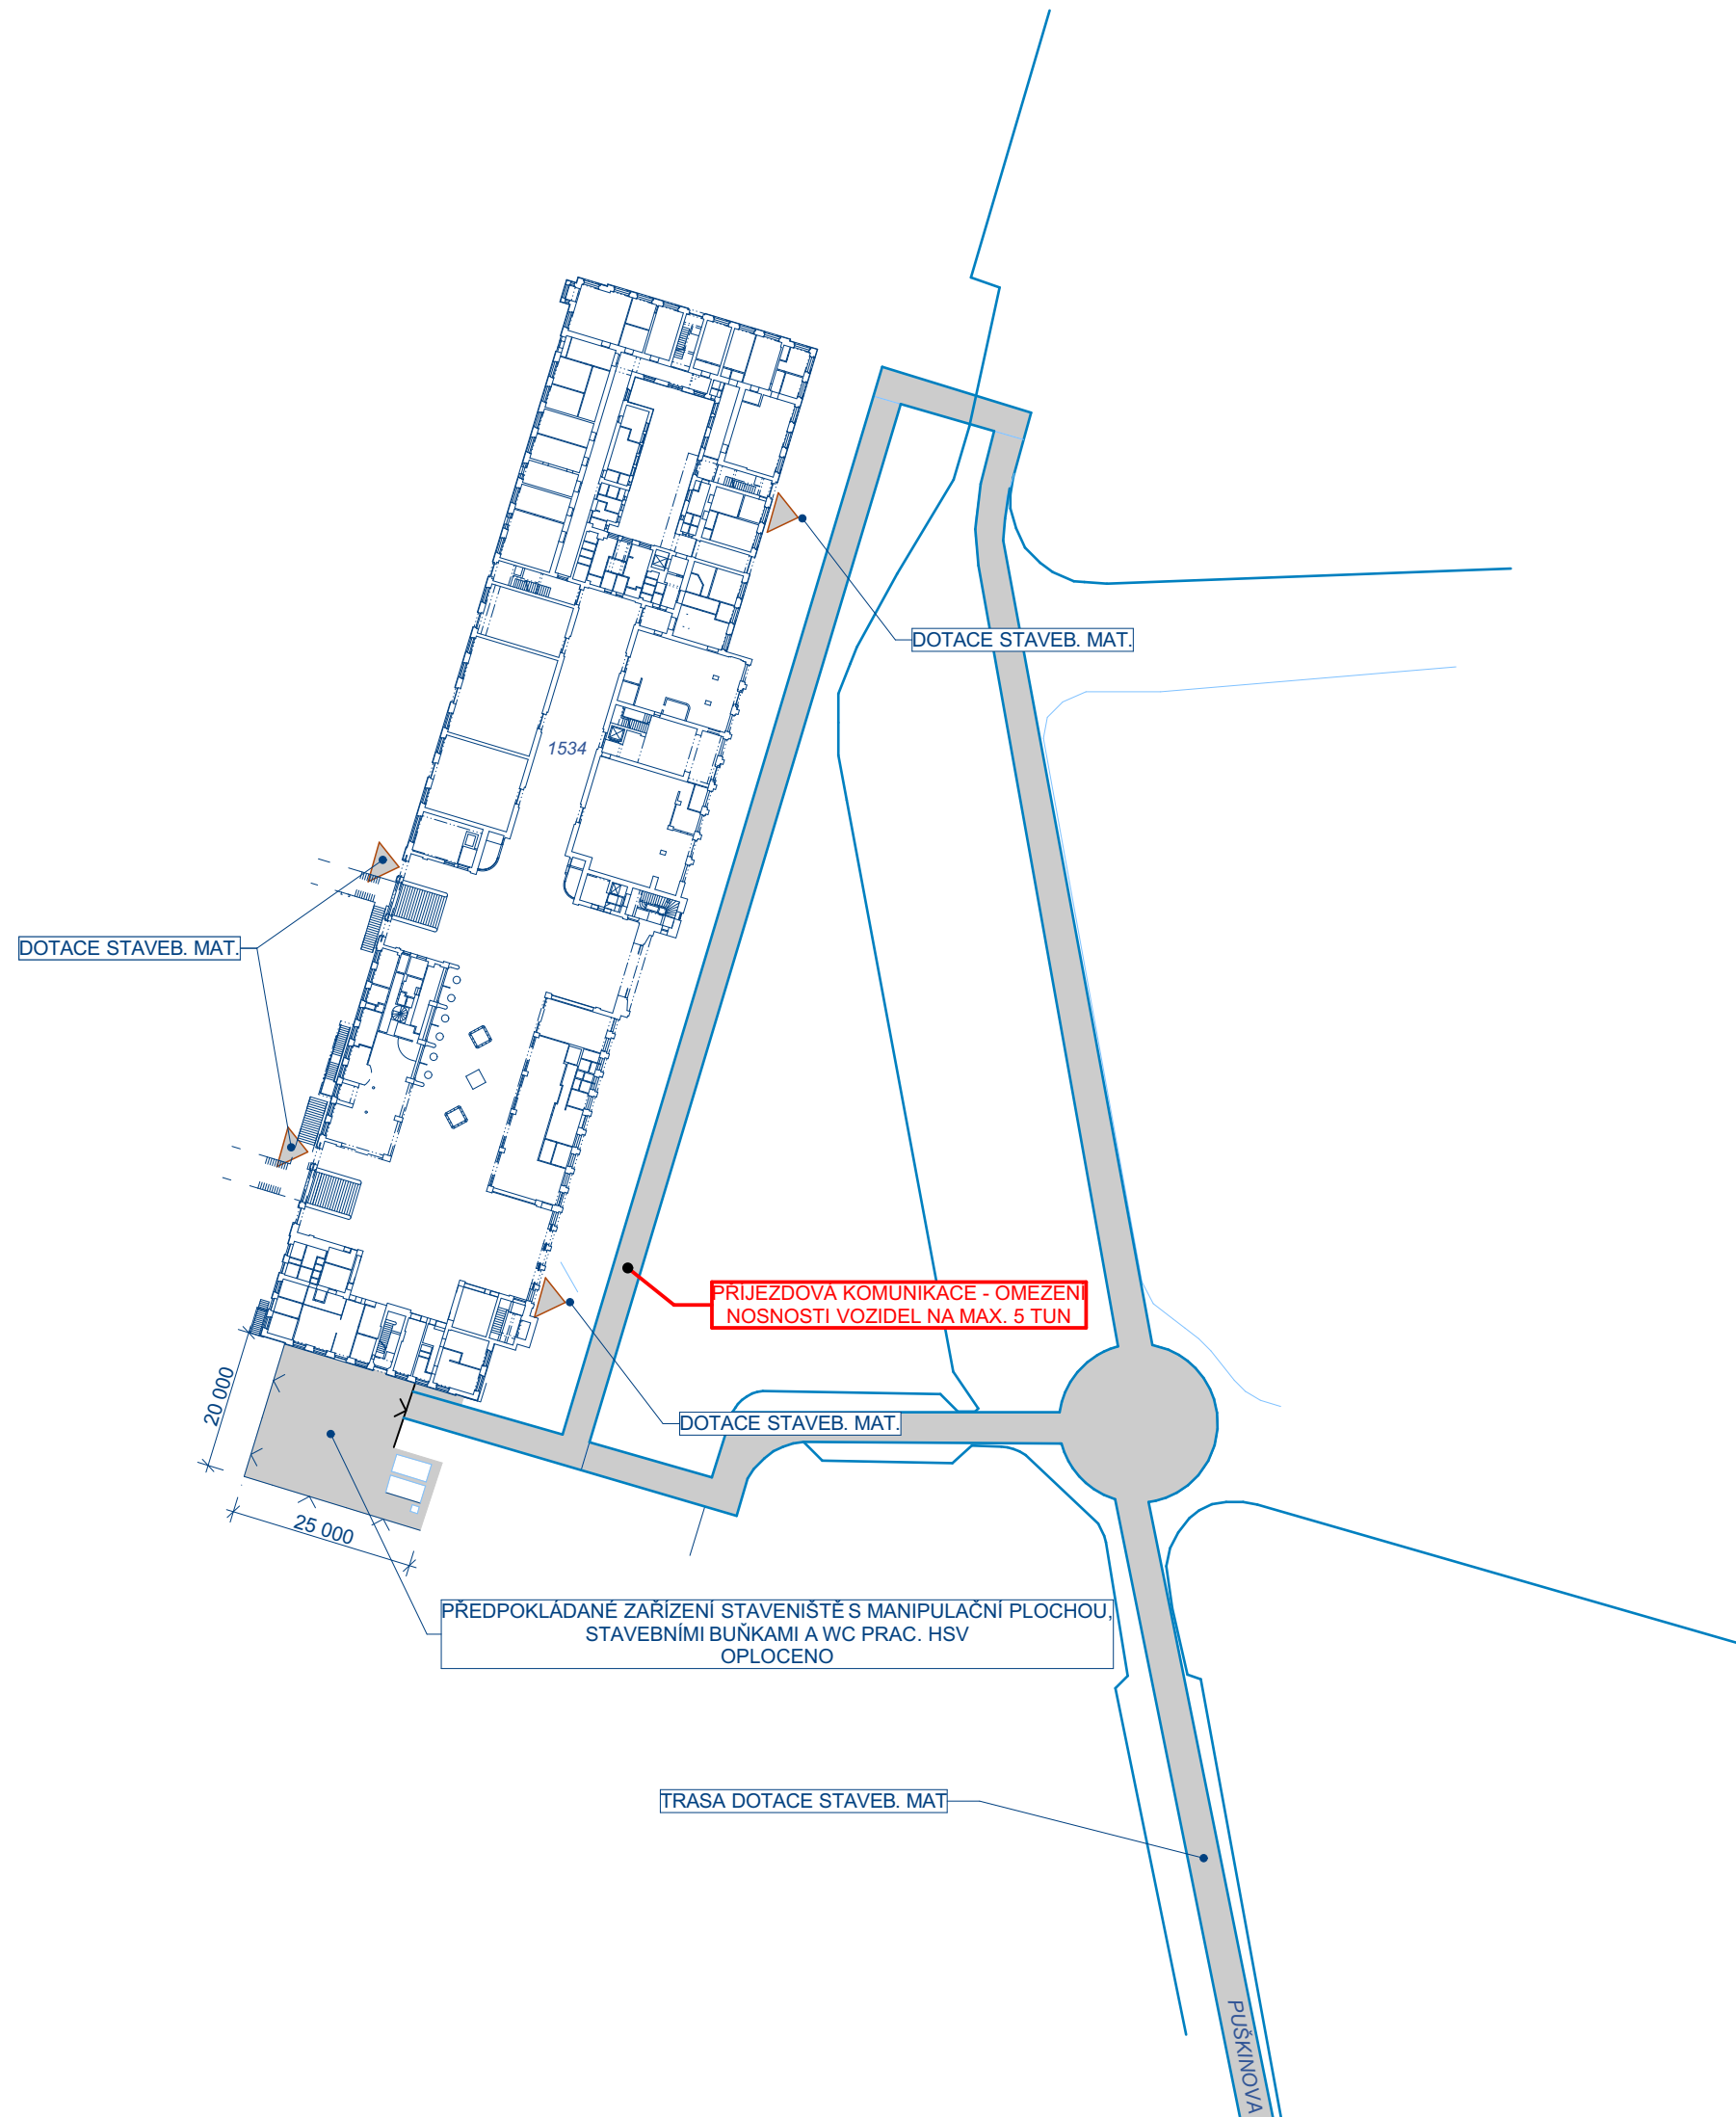 DOTACE STAVEB. MAT.
1534
DOTACE STAVEB. MAT.
PŘÍJEZDOVÁ KOMUNIKACE - OMEZENÍ
NOSNOSTI VOZIDEL NA MAX. 5 TUN
20 000
DOTACE STAVEB. MAT.
25 000
PŘEDPOKLÁDANÉ ZAŘÍZENÍ STAVENIŠTĚ S MANIPULAČNÍ PLOCHOU,
STAVEBNÍMI BUŇKAMI A WC PRAC. HSV
OPLOCENO
TRASA DOTACE STAVEB. MAT
PUŠKINOVA